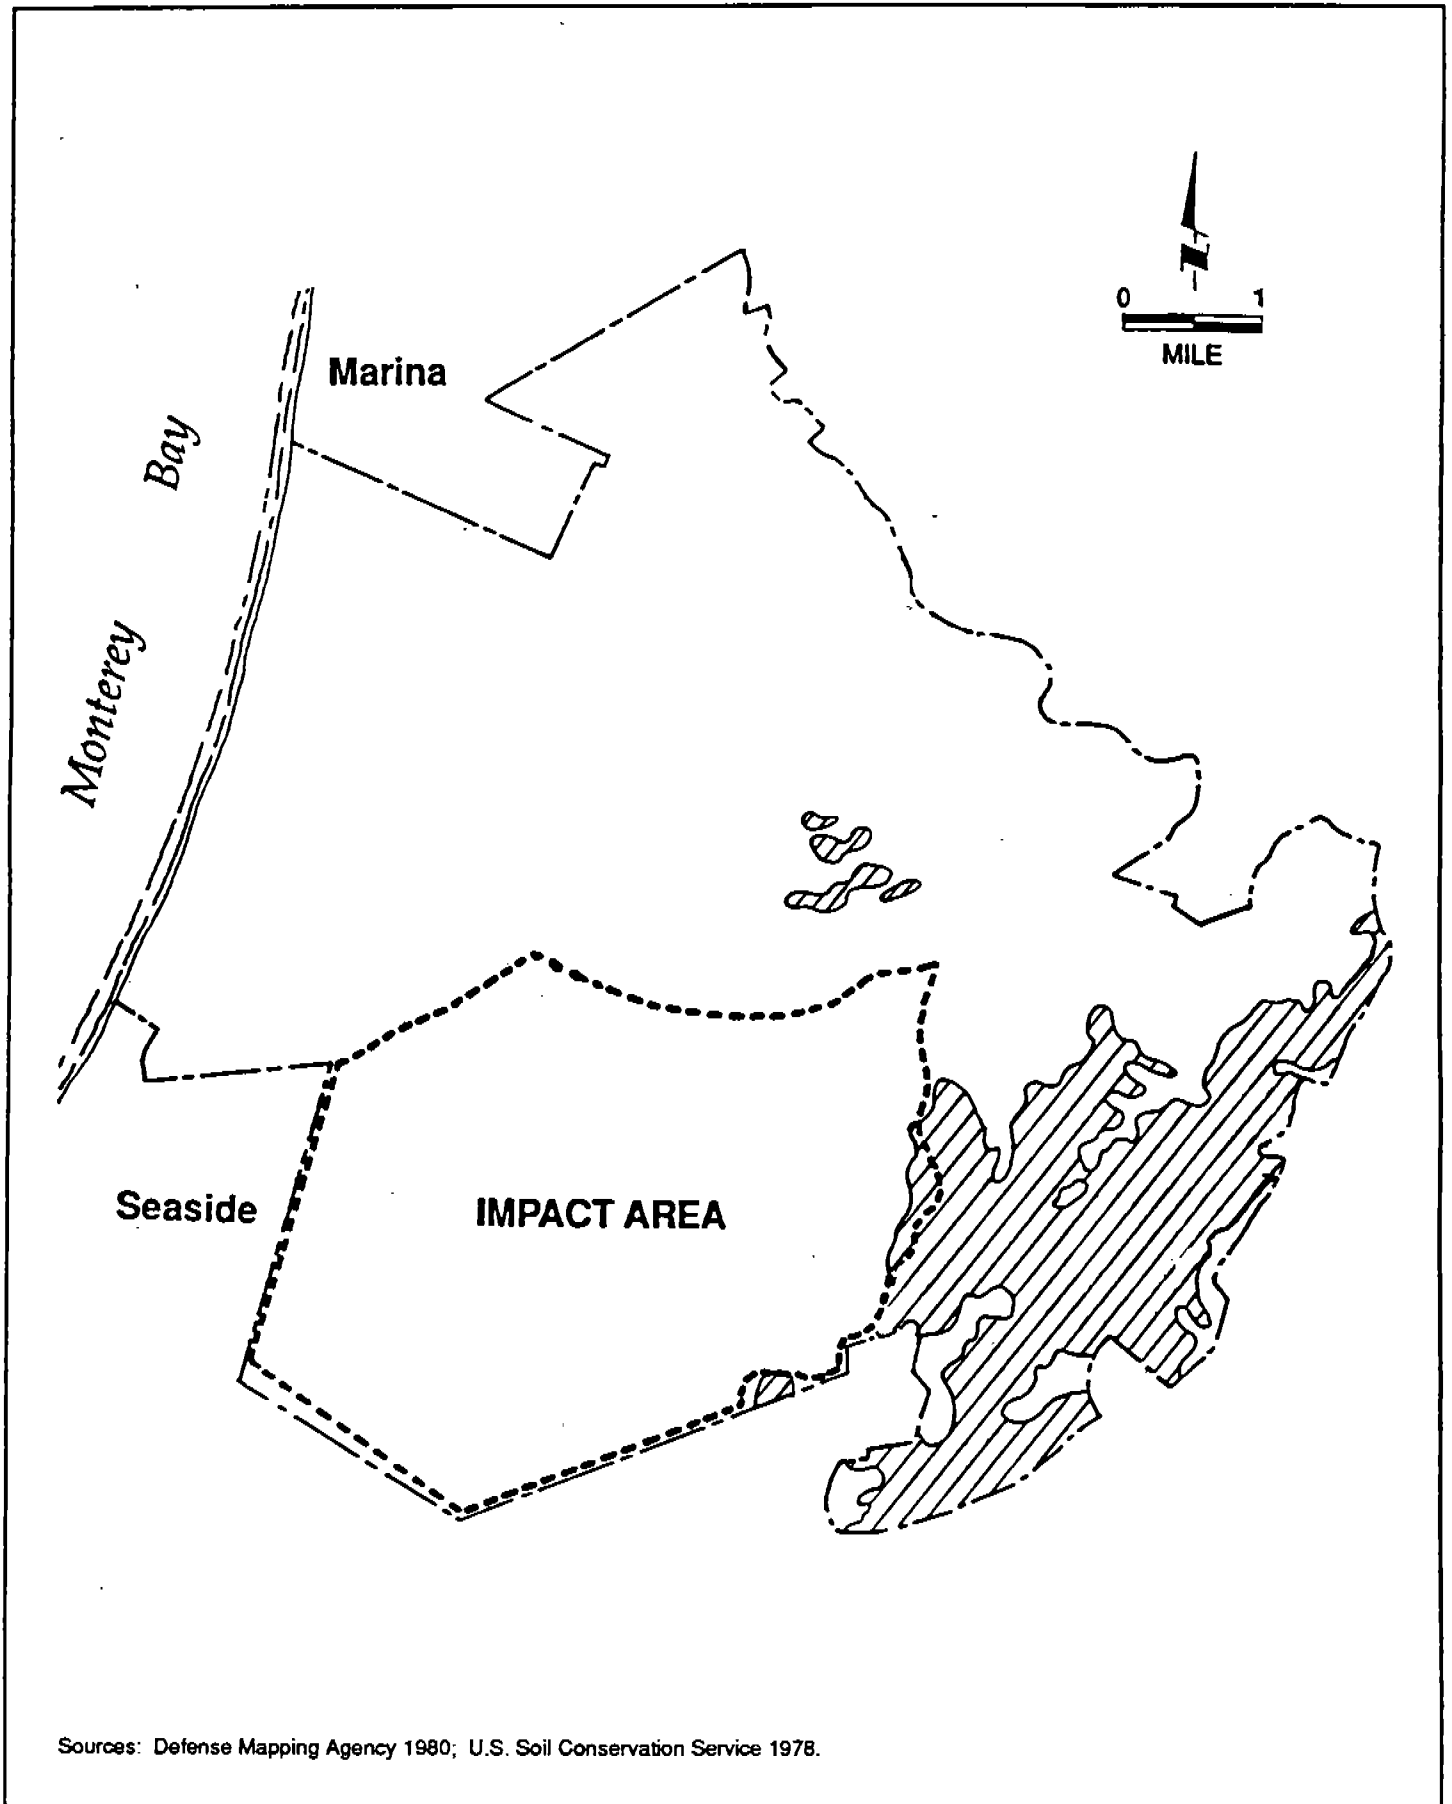 0 1
MILE
Marina
Bay
Monterey
Seaside
IMPACT AREA
Sources: Defense Mapping Agency 1980; U.S. Soil Conservation Service 1978.